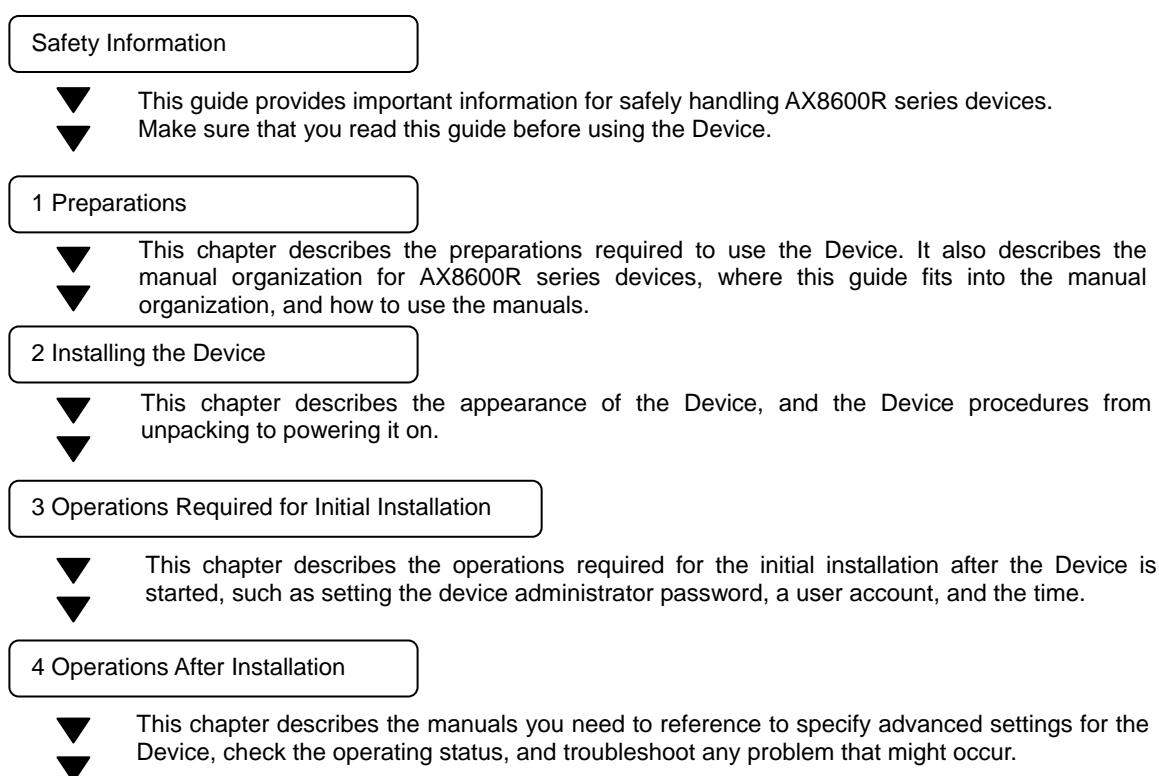 Safety Information
This guide provides important information for safely handling AX8600R series devices.
Make sure that you read this guide before using the Device.
1 Preparations
This chapter describes the preparations required to use the Device. It also describes the
manual organization for AX8600R series devices, where this guide fits into the manual
organization, and how to use the manuals.
2 Installing the Device
This chapter describes the appearance of the Device, and the Device procedures from
unpacking to powering it on.
3 Operations Required for Initial Installation
This chapter describes the operations required for the initial installation after the Device is
started, such as setting the device administrator password, a user account, and the time.
4 Operations After Installation
This chapter describes the manuals you need to reference to specify advanced settings for the
Device, check the operating status, and troubleshoot any problem that might occur.